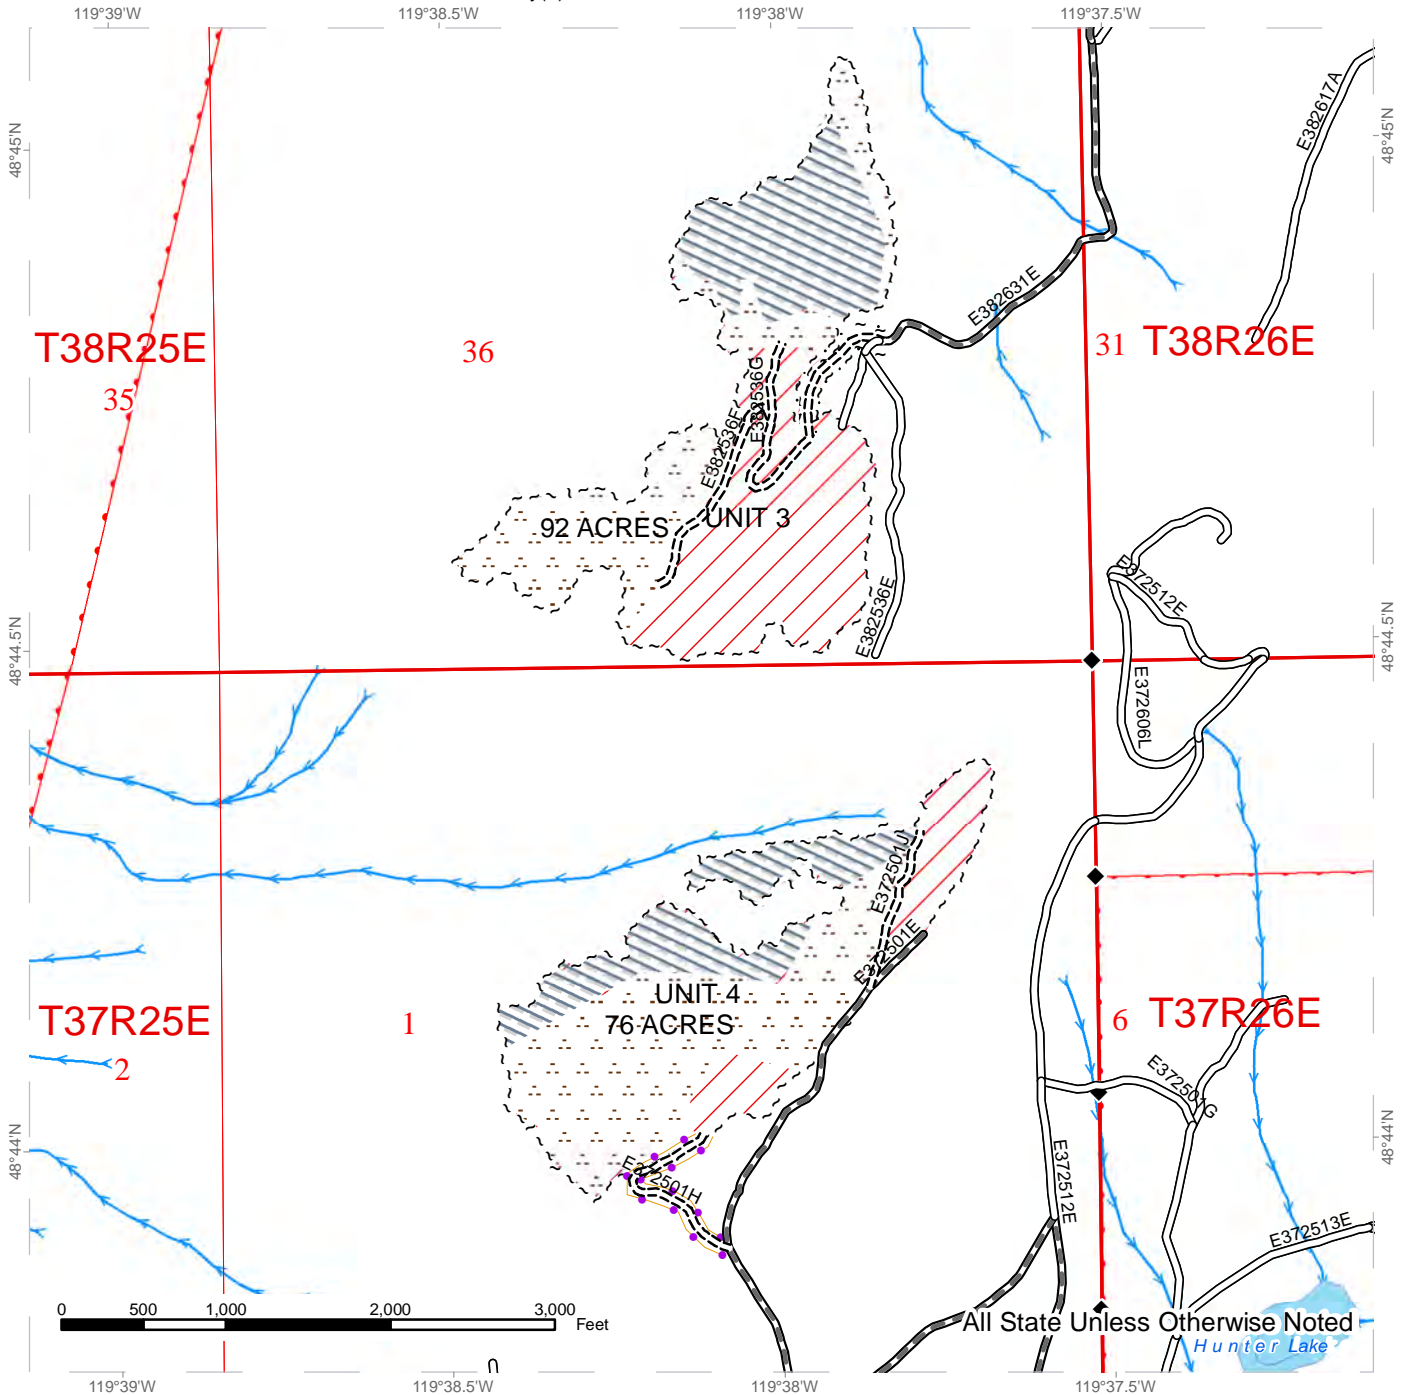 119°39'W
119°38.5'W
119°38'W
119°37.5'W
48°45'N
48°45'N
E382617A
E382631E
T38R25E
36
31 T38R26E
35
E382536G
E382536F
92 ACRES
UNIT 3
E382536E
E372512E
48°44.5'N
48°44.5'N
E372606L
E372501J
E372501E
UNIT 4
76 ACRES
T37R25E
1
6 T37R26E
2
E372501G
48°44'N
48°44'N
E372501H
E372512E
E372513E
0 500 1,000 2,000 3,000
Feet
All State Unless Otherwise Noted
Hunter Lake
119°39'W
119°38.5'W
119°38'W
119°37.5'W